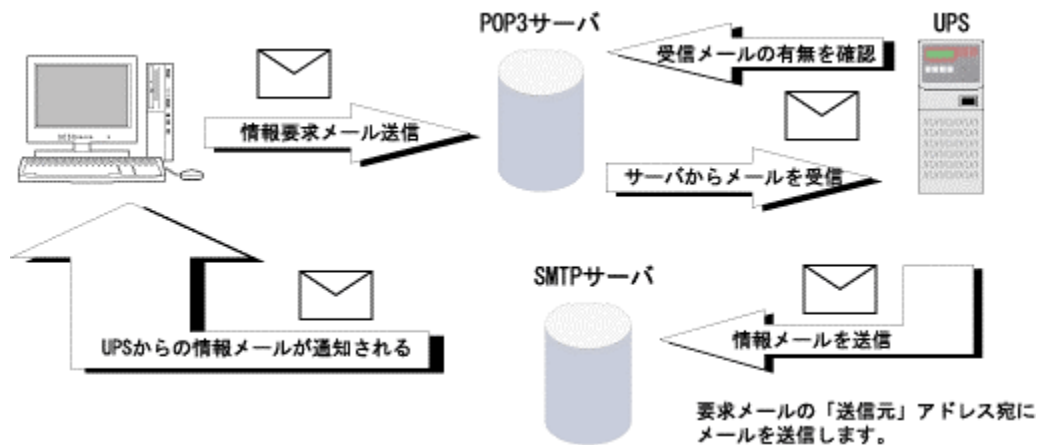 POP3サーバ
UPS
受信メールの有無を確認
情報要求メール送信
サーバからメールを受信
SMTPサーバ
情報メールを送信
UPSからの情報メールが通知される
要求メールの「送信元」アドレス宛に
メールを送信します。